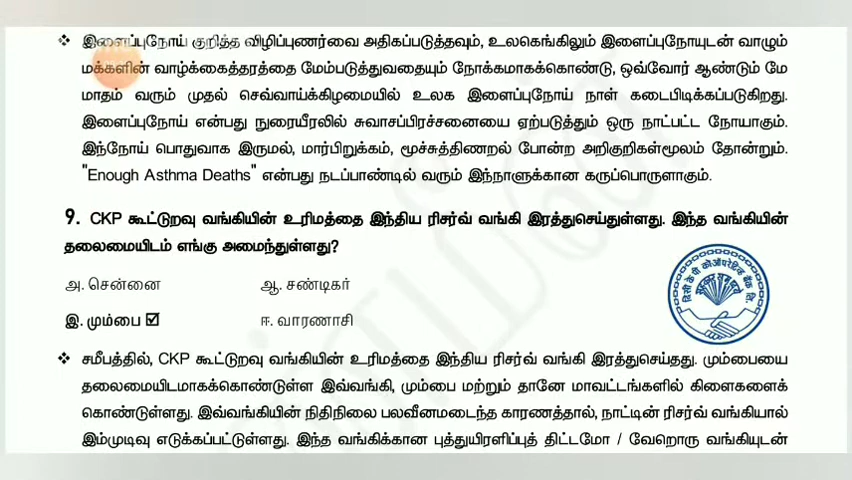 ❖ இளைப்புநோய் குறித்த விழிப்புணர்வை அதிகப்படுத்தவும், உலகெங்கிலும் இளைப்புநோயுடன் வாழும்
மக்களின் வாழ்க்கைத்தரத்தை மேம்படுத்துவதையும் நோக்கமாகக்கொண்டு, ஒவ்வோர் ஆண்டும் மே
மாதம் வரும் முதல் செவ்வாய்க்கிழமையில் உலக இளைப்புநோய் நாள் கடைபிடிக்கப்படுகிறது.
இளைப்புநோய் என்பது நுரையீரலில் சுவாசப்பிரச்சனையை ஏற்படுத்தும் ஒரு நாட்பட்ட நோயாகும்.
இந்நோய் பொதுவாக இருமல், மார்பிறுக்கம், மூச்சுத்திணறல் போன்ற அறிகுறிகள்மூலம் தோன்றும்.
"Enough Asthma Deaths" என்பது நடப்பாண்டில் வரும் இந்நாளுக்கான கருப்பொருளாகும்.
9. CKP கூட்டுறவு வங்கியின் உரிமத்தை இந்திய ரிசர்வ் வங்கி இரத்துசெய்துள்ளது. இந்த வங்கியின்
தலைமையிடம் எங்கு அமைந்துள்ளது?
அ. சென்னை ஆ. சண்டிகர்
இ. மும்பை ☑ ஈ. வாரணாசி
❖ சமீபத்தில், CKP கூட்டுறவு வங்கியின் உரிமத்தை இந்திய ரிசர்வ் வங்கி இரத்துசெய்தது. மும்பையை
தலைமையிடமாகக்கொண்டுள்ள இவ்வங்கி, மும்பை மற்றும் தானே மாவட்டங்களில் கிளைகளைக்
கொண்டுள்ளது. இவ்வங்கியின் நிதிநிலை பலவீனமடைந்த காரணத்தால், நாட்டின் ரிசர்வ் வங்கியால்
இம்முடிவு எடுக்கப்பட்டுள்ளது. இந்த வங்கிக்கான புத்துயிரளிப்புத் திட்டமோ / வேறொரு வங்கியுடன்